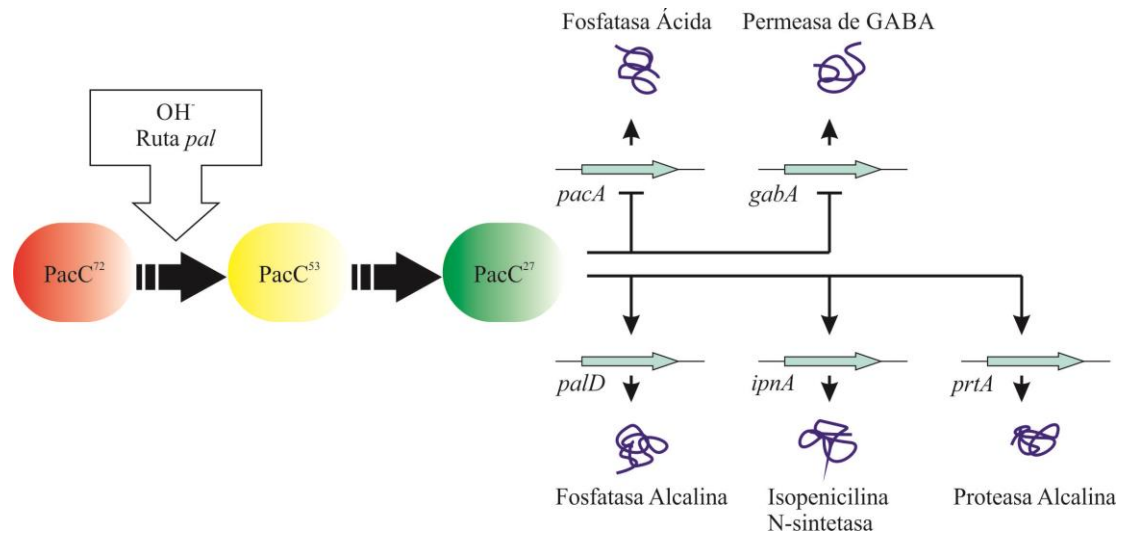 Fosfatasa Ácida
Permeasa de GABA
OH⁻
Ruta pal
pacA
gabA
PacC⁷²
PacC⁵³
PacC²⁷
palD
ipnA
prtA
Fosfatasa Alcalina
Isopenicilina
N-sintetasa
Proteasa Alcalina